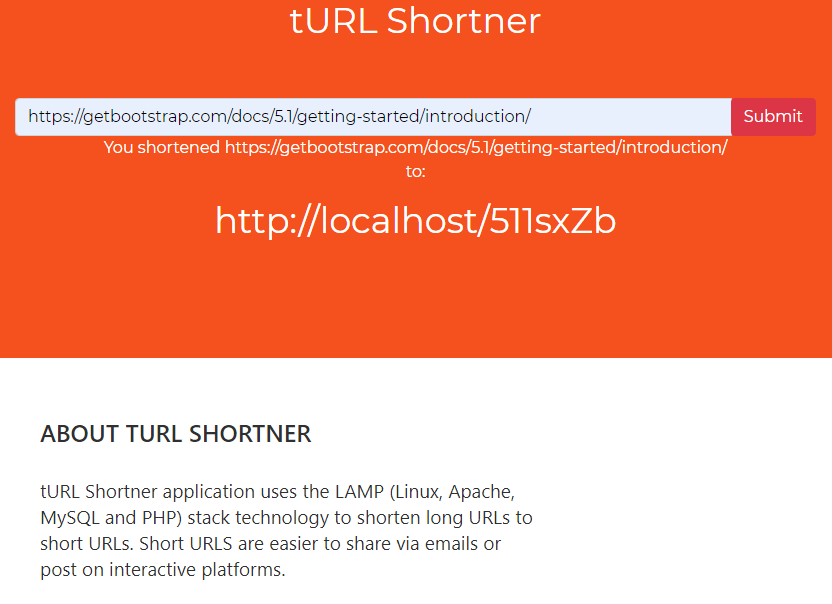 tURL Shortner
https://getbootstrap.com/docs/5.1/getting-started/introduction/
Submit
You shortened https://getbootstrap.com/docs/5.1/getting-started/introduction/
to:
http://localhost/511sxZb
ABOUT TURL SHORTNER
tURL Shortner application uses the LAMP (Linux, Apache,
MySQL and PHP) stack technology to shorten long URLs to
short URLs. Short URLS are easier to share via emails or
post on interactive platforms.